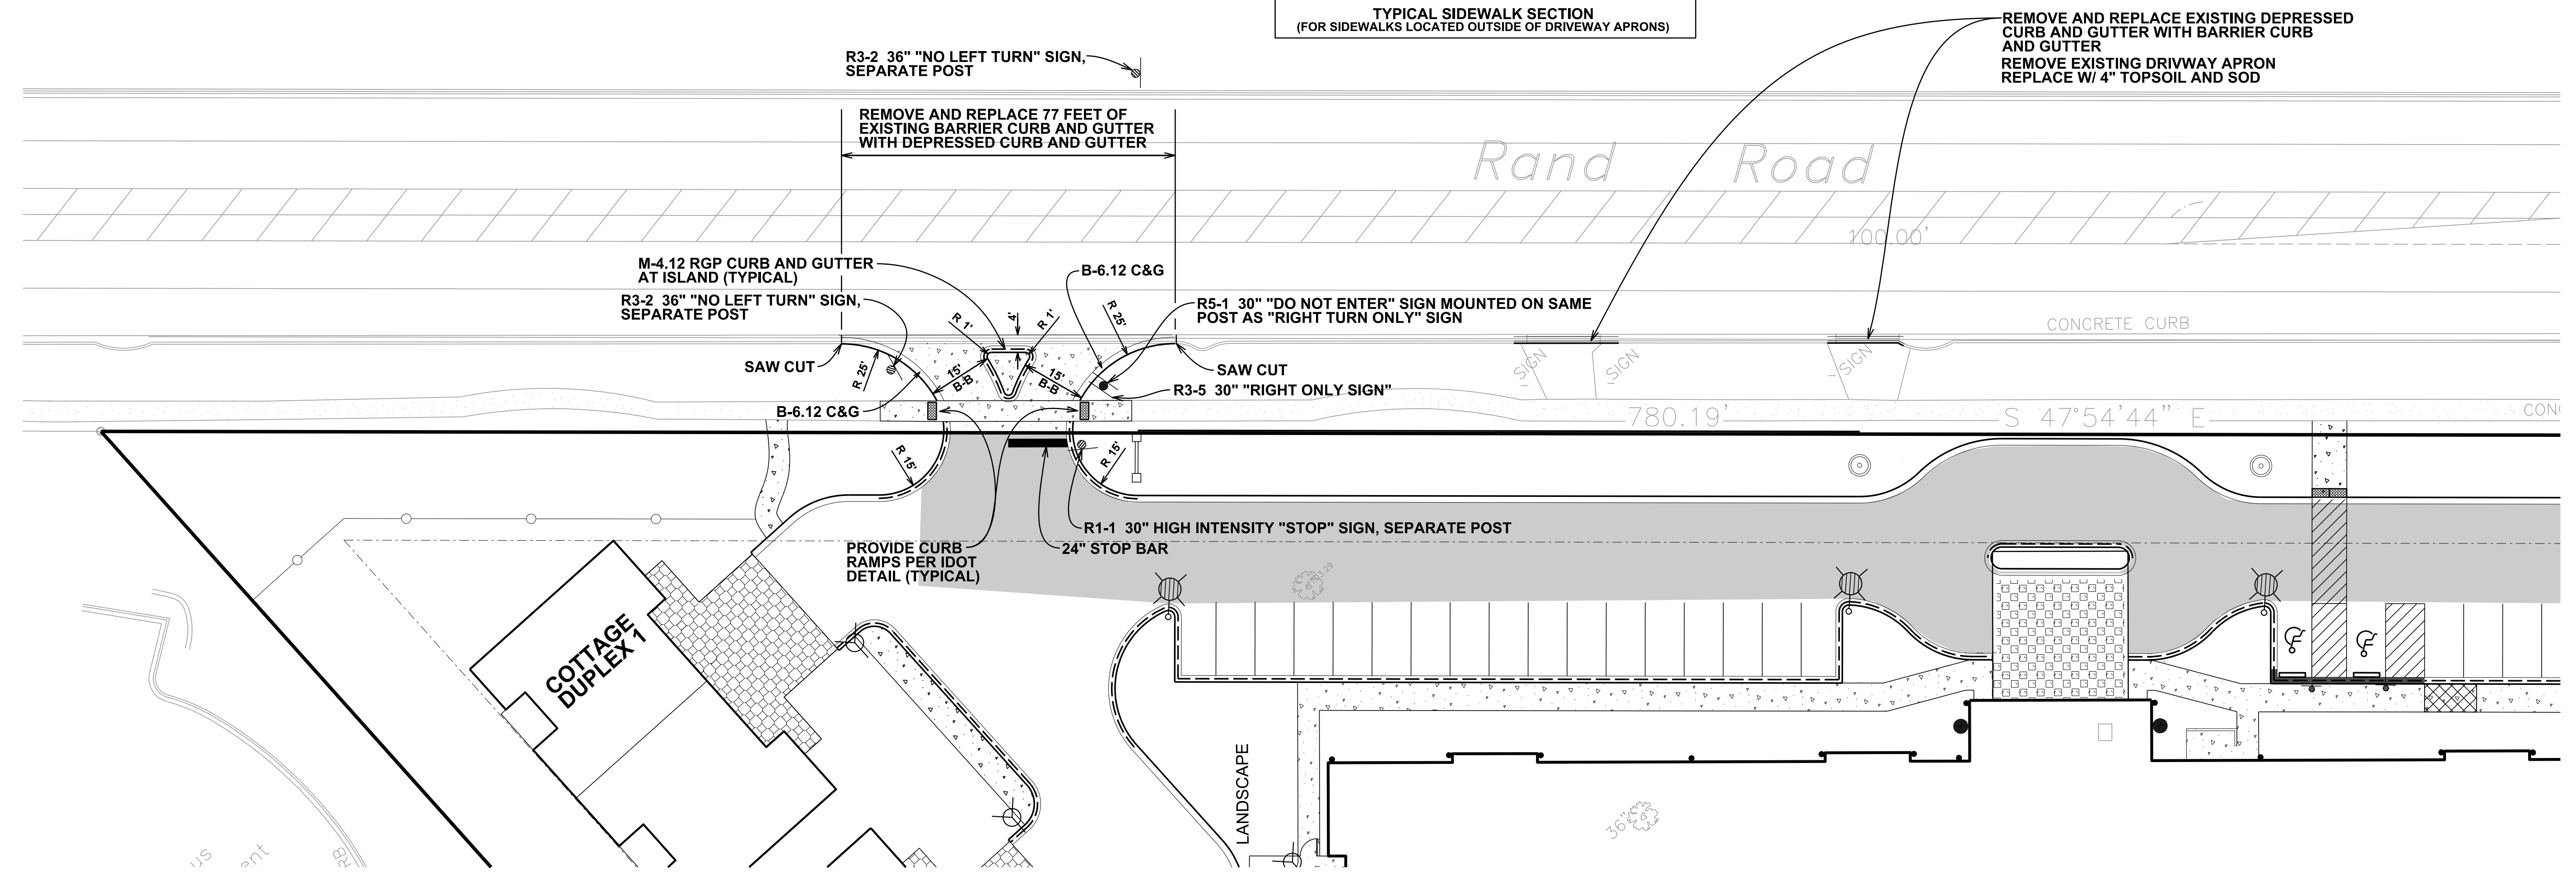 TYPICAL SIDEWALK SECTION
(FOR SIDEWALKS LOCATED OUTSIDE OF DRIVEWAY APRONS)
REMOVE AND REPLACE EXISTING DEPRESSED
CURB AND GUTTER WITH BARRIER CURB
AND GUTTER
REMOVE EXISTING DRIVWAY APRON
REPLACE W/ 4" TOPSOIL AND SOD
R3-2 36" "NO LEFT TURN" SIGN,
SEPARATE POST
REMOVE AND REPLACE 77 FEET OF
EXISTING BARRIER CURB AND GUTTER
WITH DEPRESSED CURB AND GUTTER
Rand Road
100.00'
M-4.12 RGP CURB AND GUTTER
AT ISLAND (TYPICAL)
B-6.12 C&G
R3-2 36" "NO LEFT TURN" SIGN,
SEPARATE POST
R5-1 30" "DO NOT ENTER" SIGN MOUNTED ON SAME
POST AS "RIGHT TURN ONLY" SIGN
R 1'
4'
R 1'
R 25'
CONCRETE CURB
SAW CUT
R 25'
15'
B-B
15'
B-B
SAW CUT
SIGN
SIGN
SIGN
R3-5 30" "RIGHT ONLY SIGN"
B-6.12 C&G
780.19'
S 47°54'44" E
CON
R 15'
R 15'
R1-1 30" HIGH INTENSITY "STOP" SIGN, SEPARATE POST
24" STOP BAR
PROVIDE CURB
RAMPS PER IDOT
DETAIL (TYPICAL)
COTTAGE
DUPLEX 1
LANDSCAPE
36"
us
ent
RB